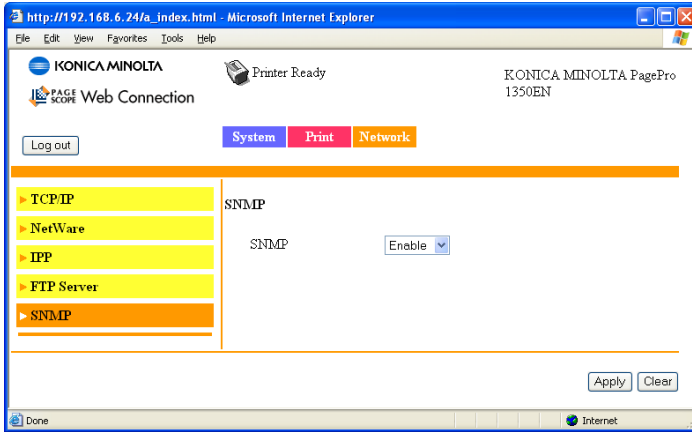 http://192.168.6.24/a_index.html - Microsoft Internet Explorer
File Edit View Favorites Tools Help
KONICA MINOLTA
Printer Ready
KONICA MINOLTA PagePro
1350EN
PAGE SCOPE Web Connection
Log out
System Print Network
TCP/IP
NetWare
IPP
FTP Server
SNMP
SNMP
SNMP Enable
Apply Clear
Done Internet